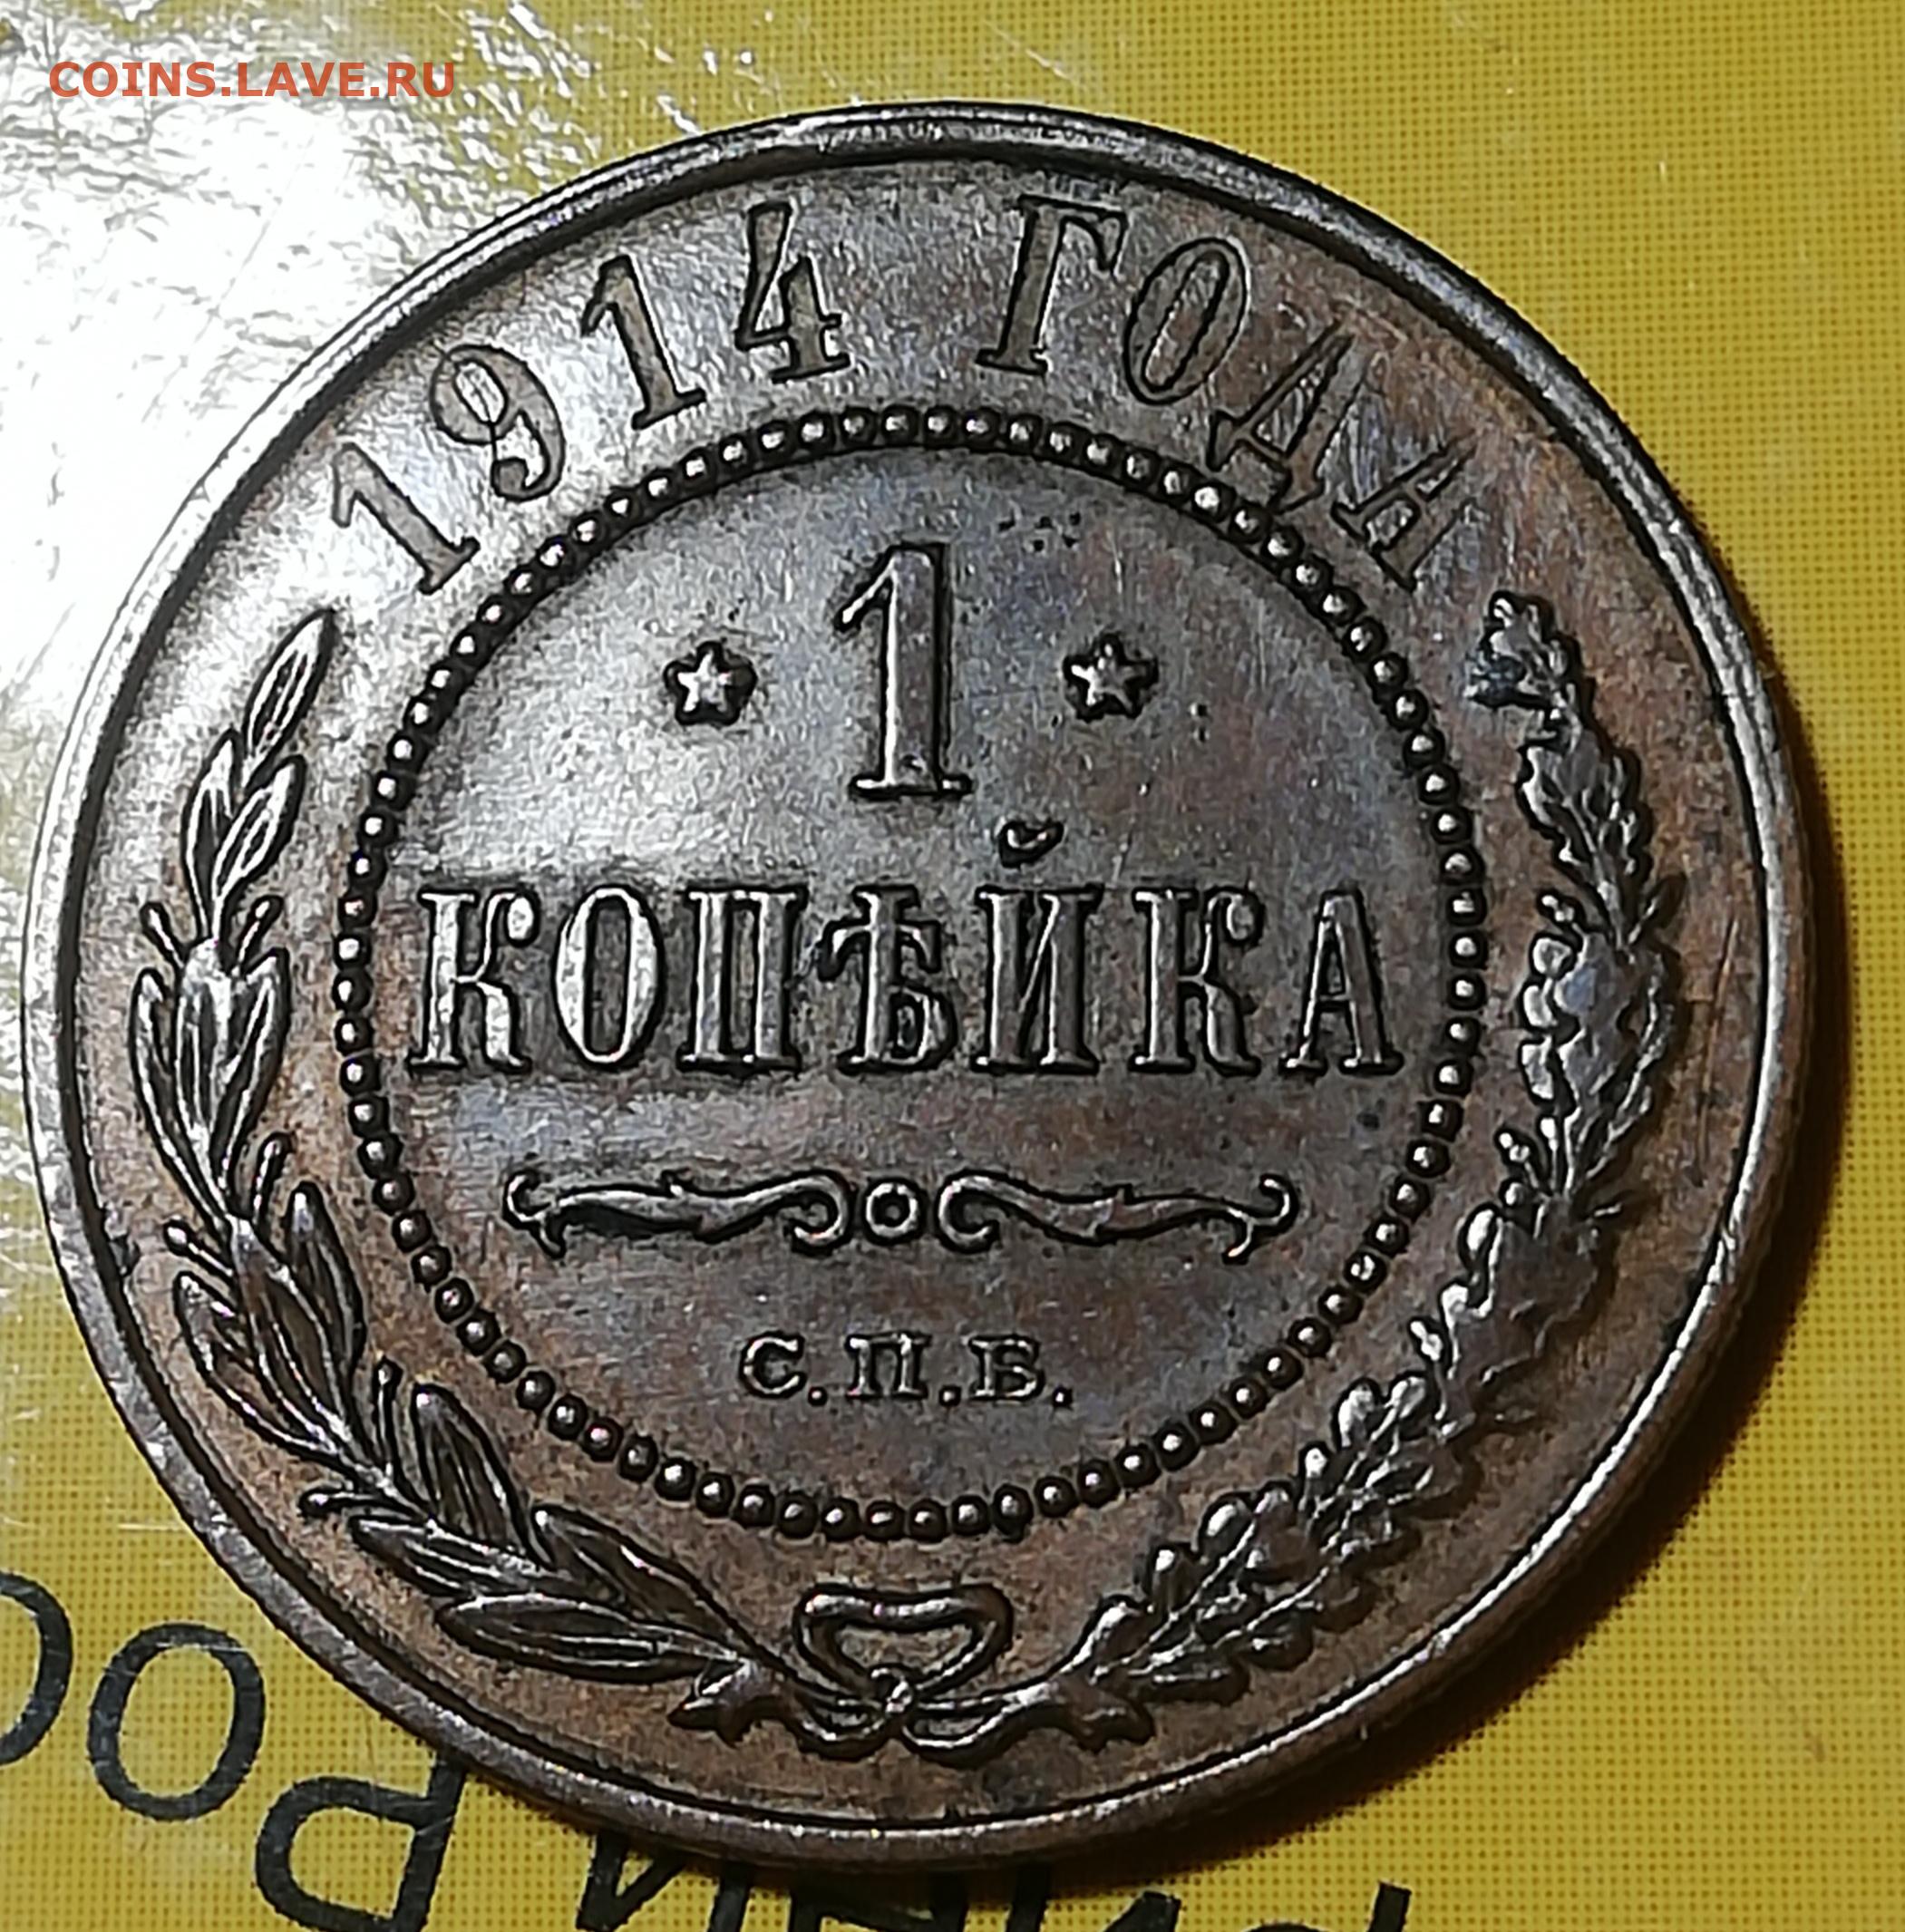 COINS.LAVE.RU
1914 ГОДА
1
КОПѢЙКА
С.П.Б.